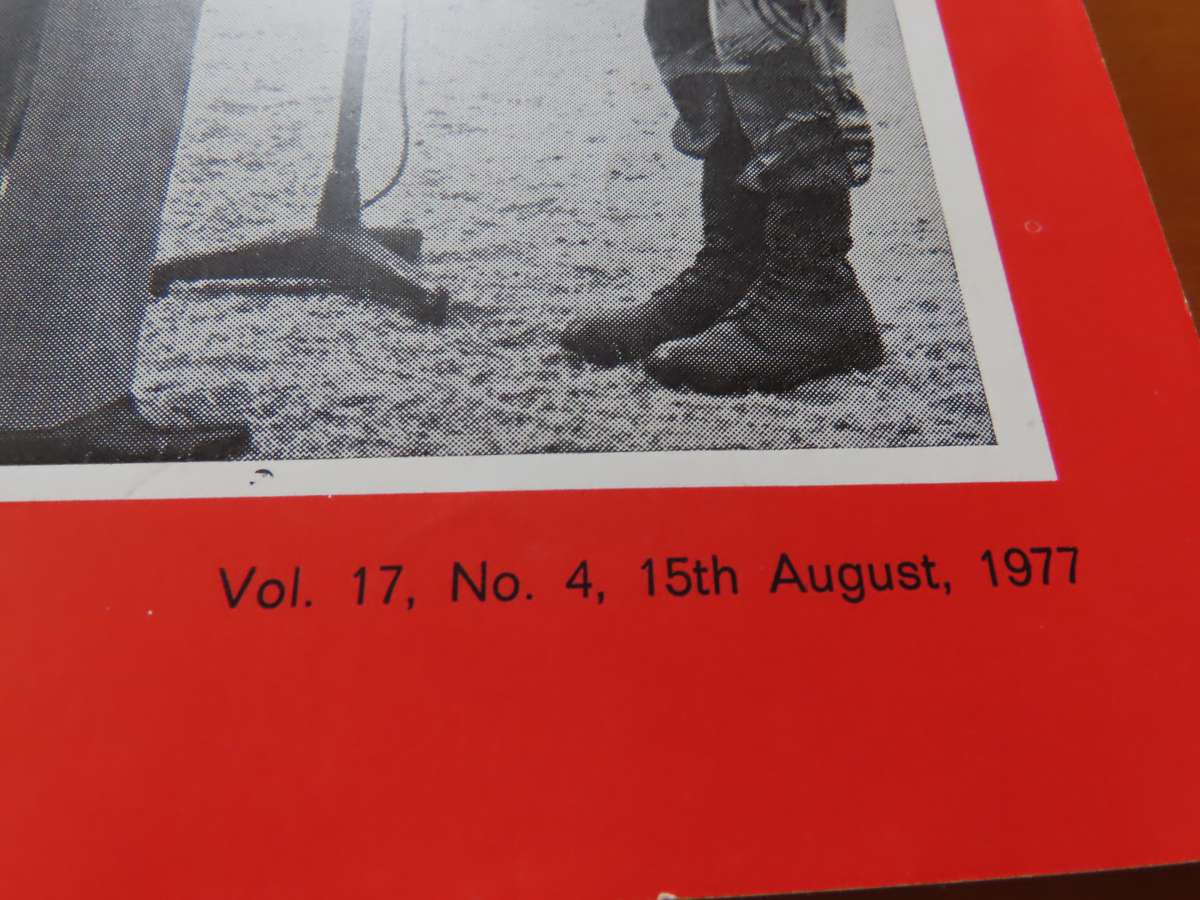 Vol. 17, No. 4, 15th August, 1977